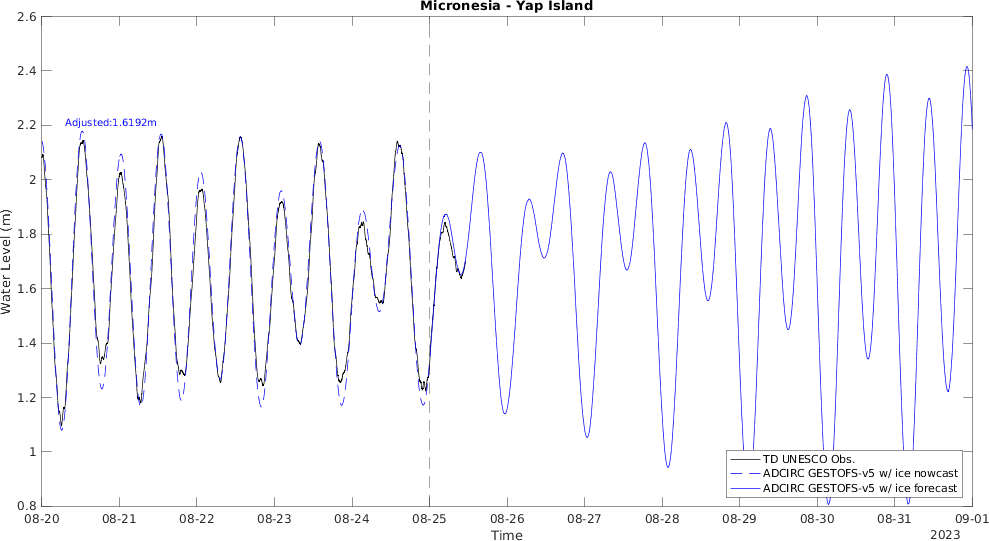 Micronesia - Yap Island
Water Level (m)
2.6
2.4
2.2
2
1.8
1.6
1.4
1.2
1
0.8
Adjusted:1.6192m
TD UNESCO Obs.
ADCIRC GESTOFS-v5 w/ ice nowcast
ADCIRC GESTOFS-v5 w/ ice forecast
08-20 08-21 08-22 08-23 08-24 08-25 08-26 08-27 08-28 08-29 08-30 08-31 09-01
Time
2023